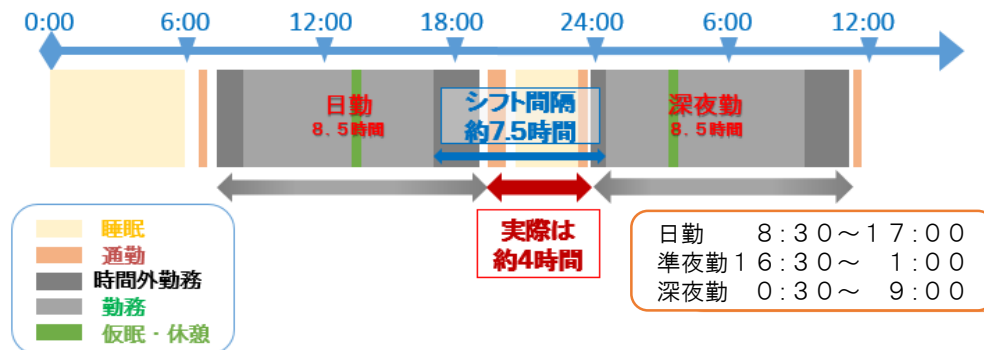 0:00 6:00 12:00 18:00 24:00 6:00 12:00
日勤
8.5時間
シフト間隔
約7.5時間
深夜勤
8.5時間
実際は
約4時間
睡眠
通勤
時間外勤務
勤務
仮眠・休憩
日勤 8:30～17:00
準夜勤16:30～ 1:00
深夜勤 0:30～ 9:00